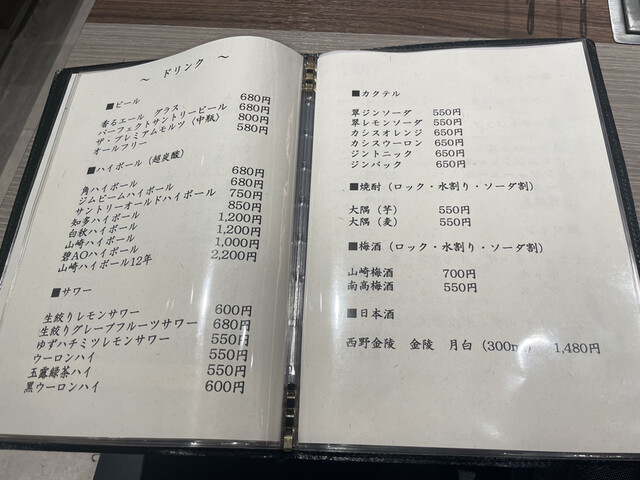 ～ ドリンク ～
■ビール
香るエール グラス 680円
パーフェクトサントリービール 680円
ザ・プレミアムモルツ（中瓶） 800円
オールフリー 580円
■ハイボール（超炭酸）
角ハイボール 680円
ジムビームハイボール 680円
サントリーオールドハイボール 750円
知多ハイボール 850円
白秋ハイボール 1,200円
山崎ハイボール 1,200円
碧AOハイボール 1,000円
山崎ハイボール12年 2,200円
■サワー
生絞りレモンサワー 600円
生絞りグレープフルーツサワー 680円
ゆずハチミツレモンサワー 550円
ウーロンハイ 550円
玉露緑茶ハイ 550円
黒ウーロンハイ 600円
■カクテル
翠ジンソーダ 550円
翠レモンソーダ 550円
カシスオレンジ 650円
カシスウーロン 650円
ジントニック 650円
ジンバック 650円
■焼酎（ロック・水割り・ソーダ割）
大隅（芋） 550円
大隅（麦） 550円
■梅酒（ロック・水割り・ソーダ割）
山崎梅酒 700円
南高梅酒 550円
■日本酒
西野金陵 金陵 月白（300ml） 1,480円